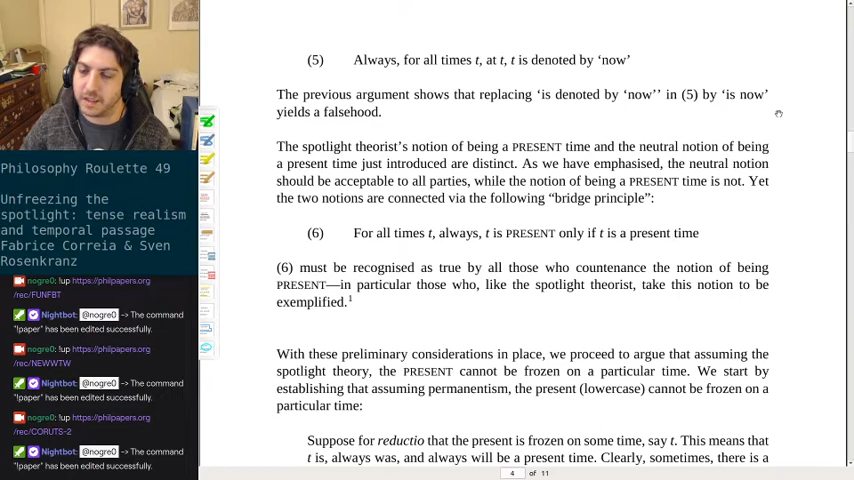 (5) Always, for all times t, at t, t is denoted by ‘now’
The previous argument shows that replacing ‘is denoted by ‘now’’ in (5) by ‘is now’
yields a falsehood.
The spotlight theorist’s notion of being a PRESENT time and the neutral notion of being
a present time just introduced are distinct. As we have emphasised, the neutral notion
should be acceptable to all parties, while the notion of being a PRESENT time is not. Yet
the two notions are connected via the following “bridge principle”:
(6) For all times t, always, t is PRESENT only if t is a present time
(6) must be recognised as true by all those who countenance the notion of being
PRESENT—in particular those who, like the spotlight theorist, take this notion to be
exemplified.1
With these preliminary considerations in place, we proceed to argue that assuming the
spotlight theory, the PRESENT cannot be frozen on a particular time. We start by
establishing that assuming permanentism, the present (lowercase) cannot be frozen on a
particular time:
Suppose for reductio that the present is frozen on some time, say t. This means that
t is, always was, and always will be a present time. Clearly, sometimes, there is a
4 of 11
Philosophy Roulette 49
Unfreezing the
spotlight: tense realism
and temporal passage
Fabrice Correia & Sven
Rosenkranz
nogre0: !up https://philpapers.org
/rec/FUNFBT
Nightbot: @nogre0 -> The command
"!paper" has been edited successfully.
nogre0: !up https://philpapers.org
/rec/NEWWTW
Nightbot: @nogre0 -> The command
"!paper" has been edited successfully.
nogre0: !up https://philpapers.org
/rec/CORUTS-2
Nightbot: @nogre0 -> The command
"!paper" has been edited successfully.